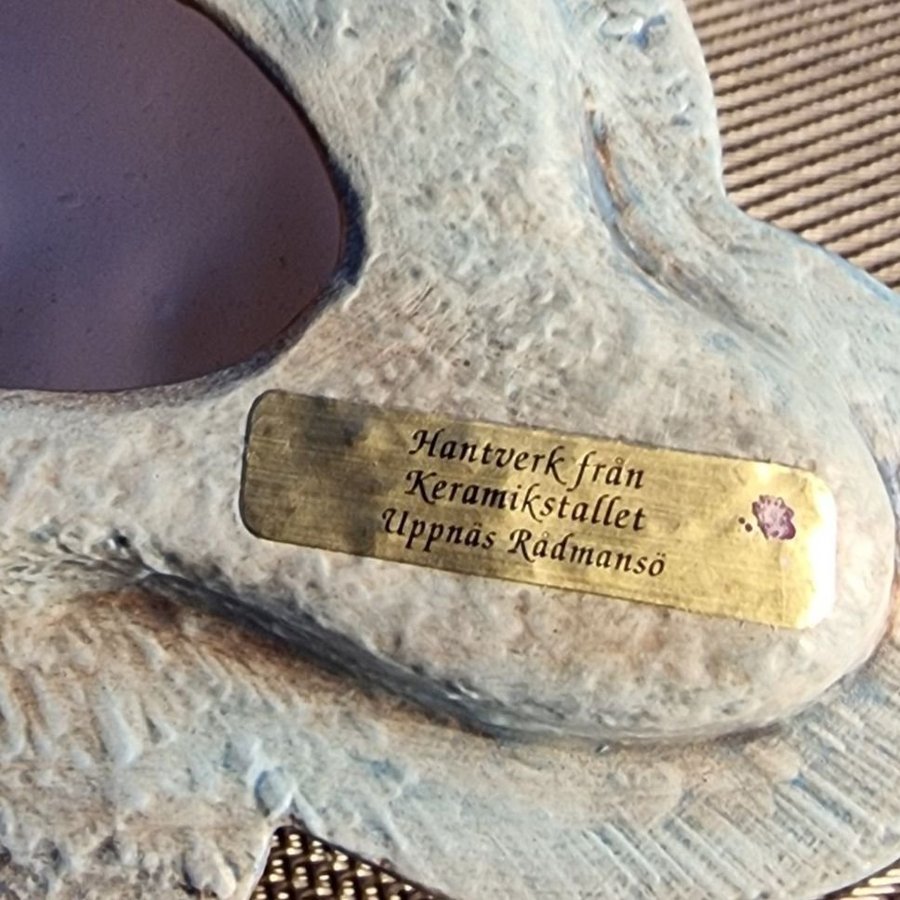 Hantverk från
Keramikstallet
Uppnäs Rådmansö